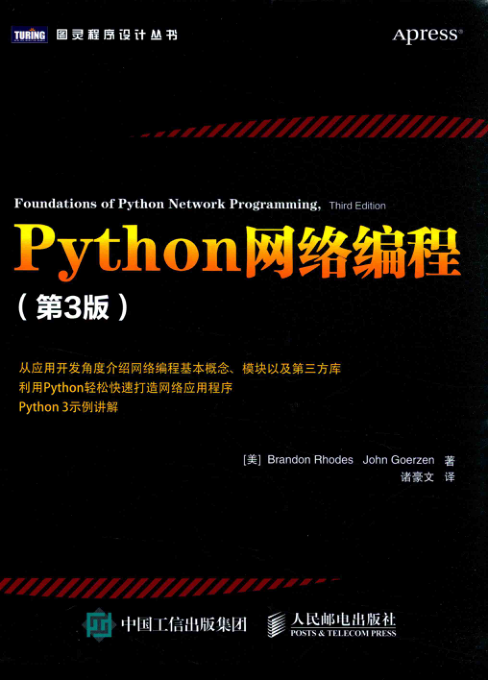 TURING 图灵程序设计丛书
Apress®
Foundations of Python Network Programming, Third Edition
Python网络编程
（第3版）
从应用开发角度介绍网络编程基本概念、模块以及第三方库
利用Python轻松快速打造网络应用程序
Python 3示例讲解
[美] Brandon Rhodes John Goerzen 著
诸豪文 译
中国工信出版集团
人民邮电出版社
POSTS & TELECOM PRESS